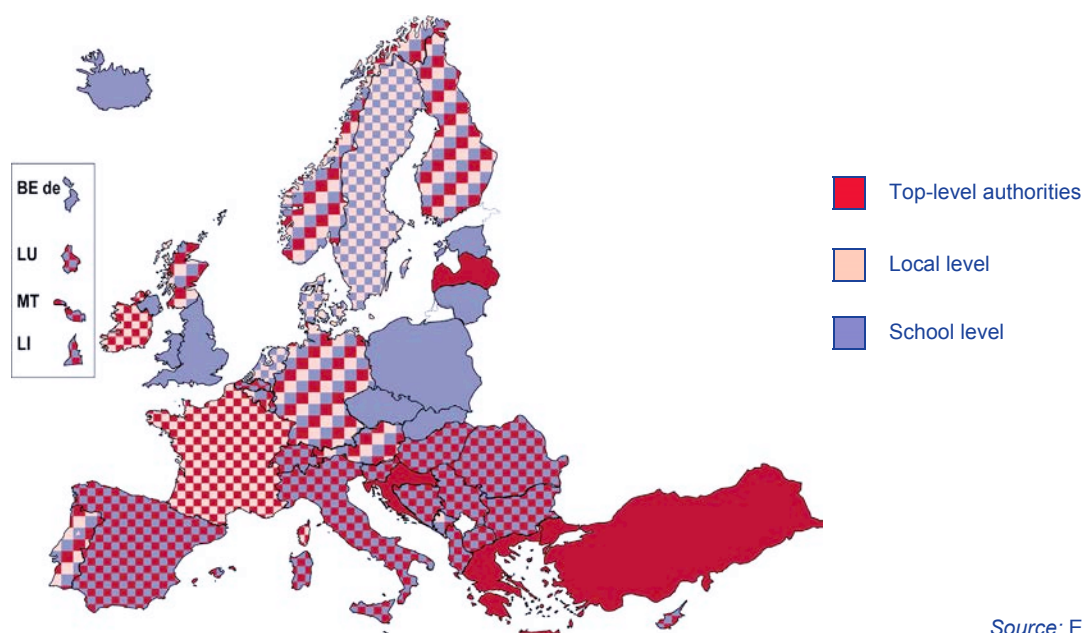 BE de
LU
MT
LI
Top-level authorities
Local level
School level
Source: E